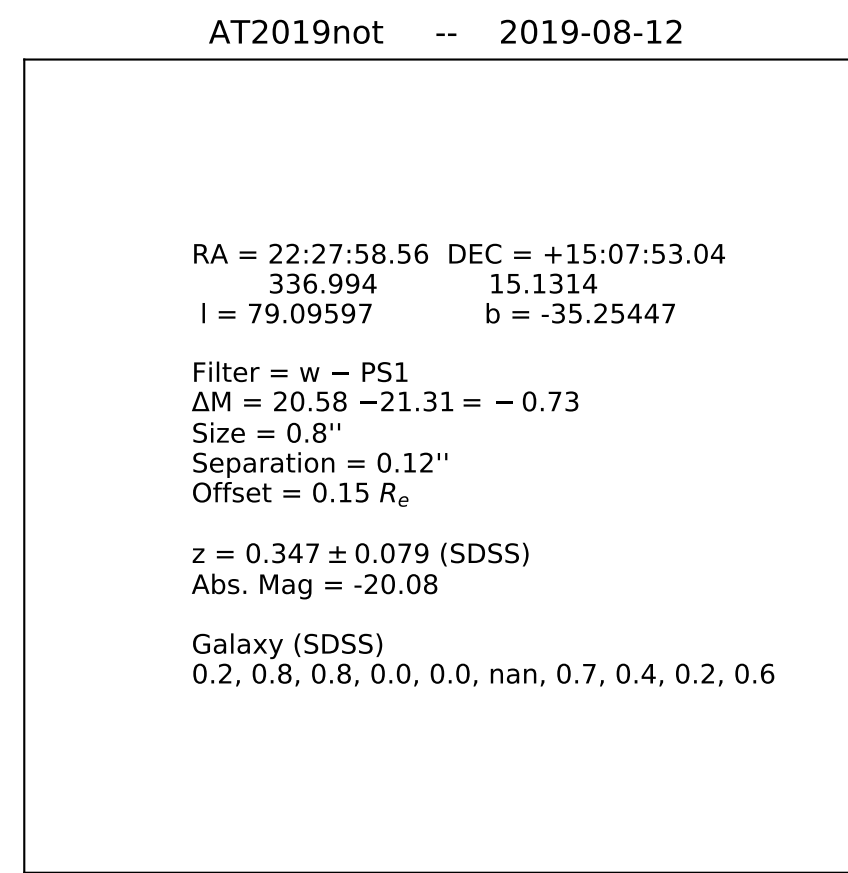 AT2019not -- 2019-08-12
RA = 22:27:58.56 DEC = +15:07:53.04
336.994 15.1314
l = 79.09597 b = -35.25447
Filter = w − PS1
ΔM = 20.58 −21.31 = − 0.73
Size = 0.8''
Separation = 0.12''
Offset = 0.15 Rₑ
z = 0.347 ± 0.079 (SDSS)
Abs. Mag = -20.08
Galaxy (SDSS)
0.2, 0.8, 0.8, 0.0, 0.0, nan, 0.7, 0.4, 0.2, 0.6